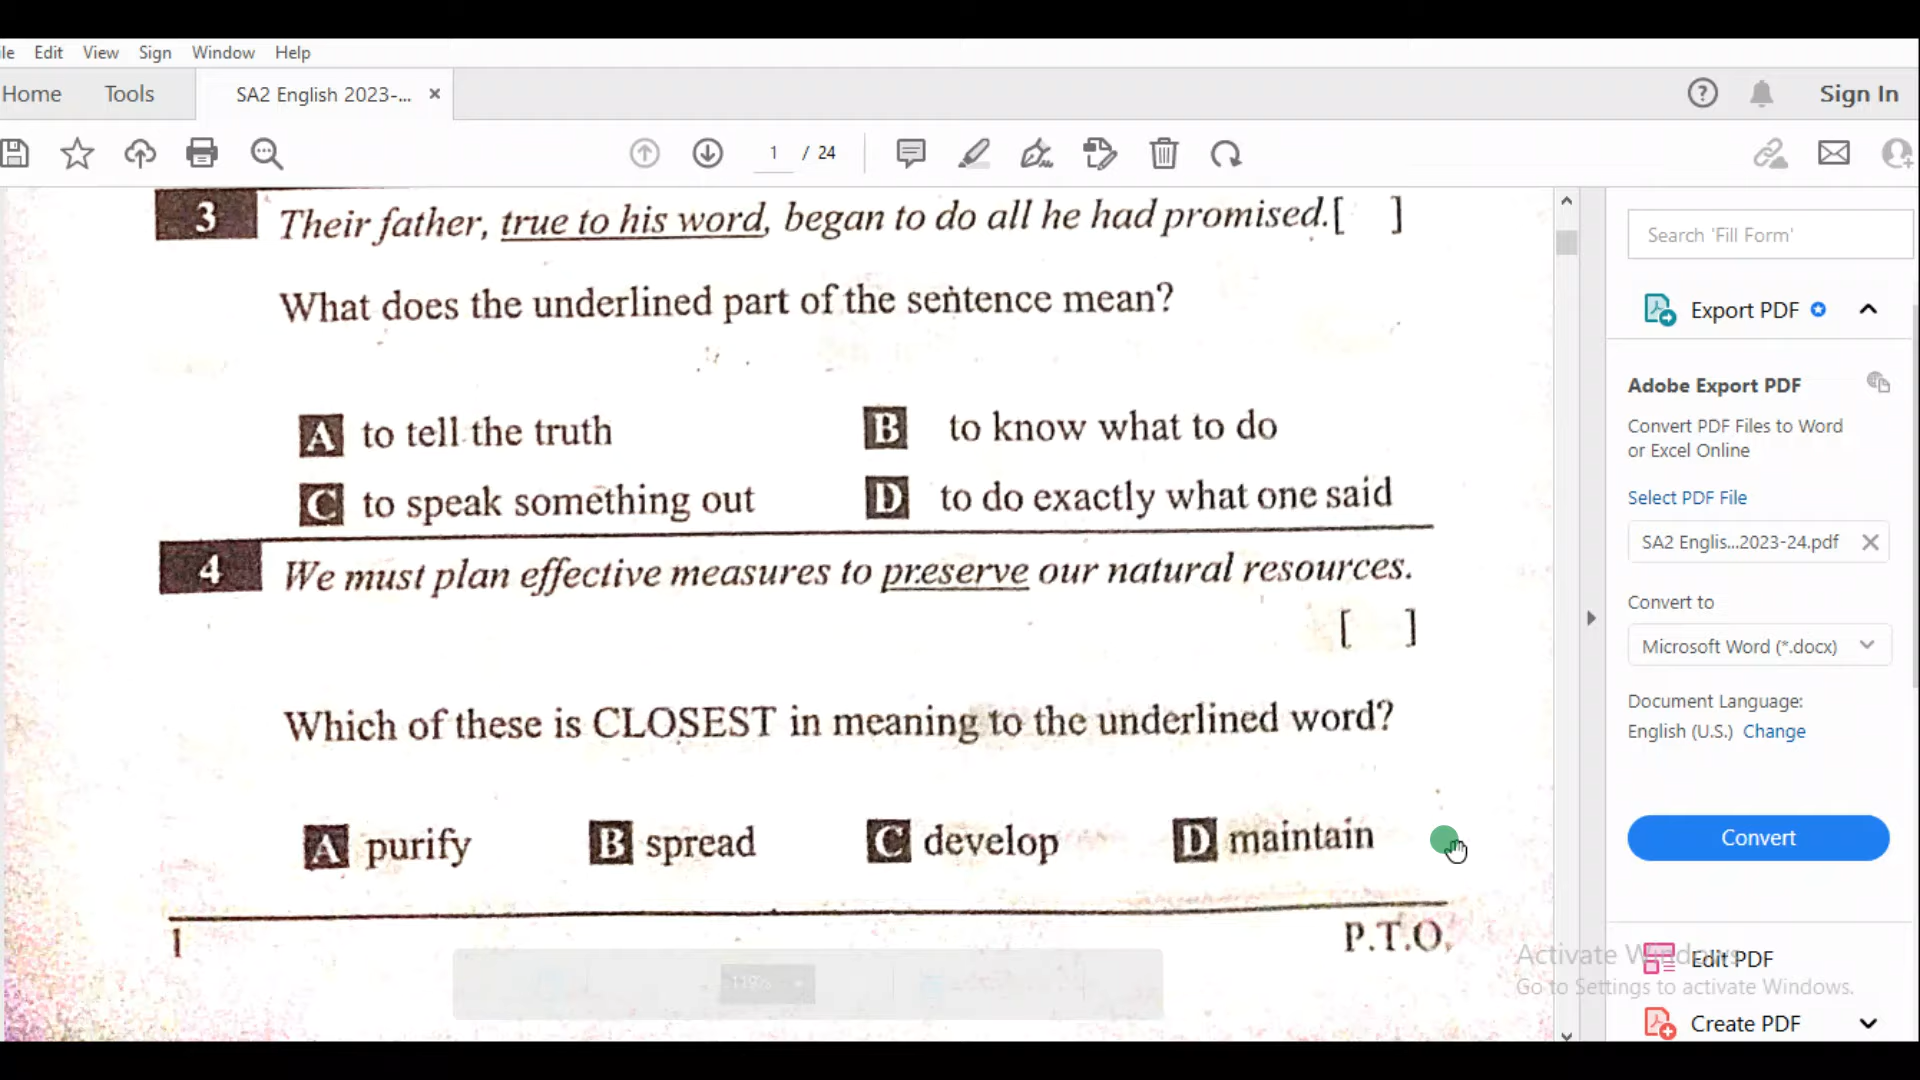 Edit View Sign Window Help
Home Tools SA2 English 2023-... ×
? Sign In
1 / 24
3 Their father, true to his word, began to do all he had promised.[ ]
What does the underlined part of the sentence mean?
A to tell the truth B to know what to do
C to speak something out D to do exactly what one said
4 We must plan effective measures to preserve our natural resources.
[ ]
Which of these is CLOSEST in meaning to the underlined word?
A purify B spread C develop D maintain
1 P.T.O.
119%
Search 'Fill Form'
Export PDF
Adobe Export PDF
Convert PDF Files to Word
or Excel Online
Select PDF File
SA2 Englis...2023-24.pdf
Convert to
Microsoft Word (*.docx)
Document Language:
English (U.S.) Change
Convert
Edit PDF
Activate Windows
Go to Settings to activate Windows.
Create PDF